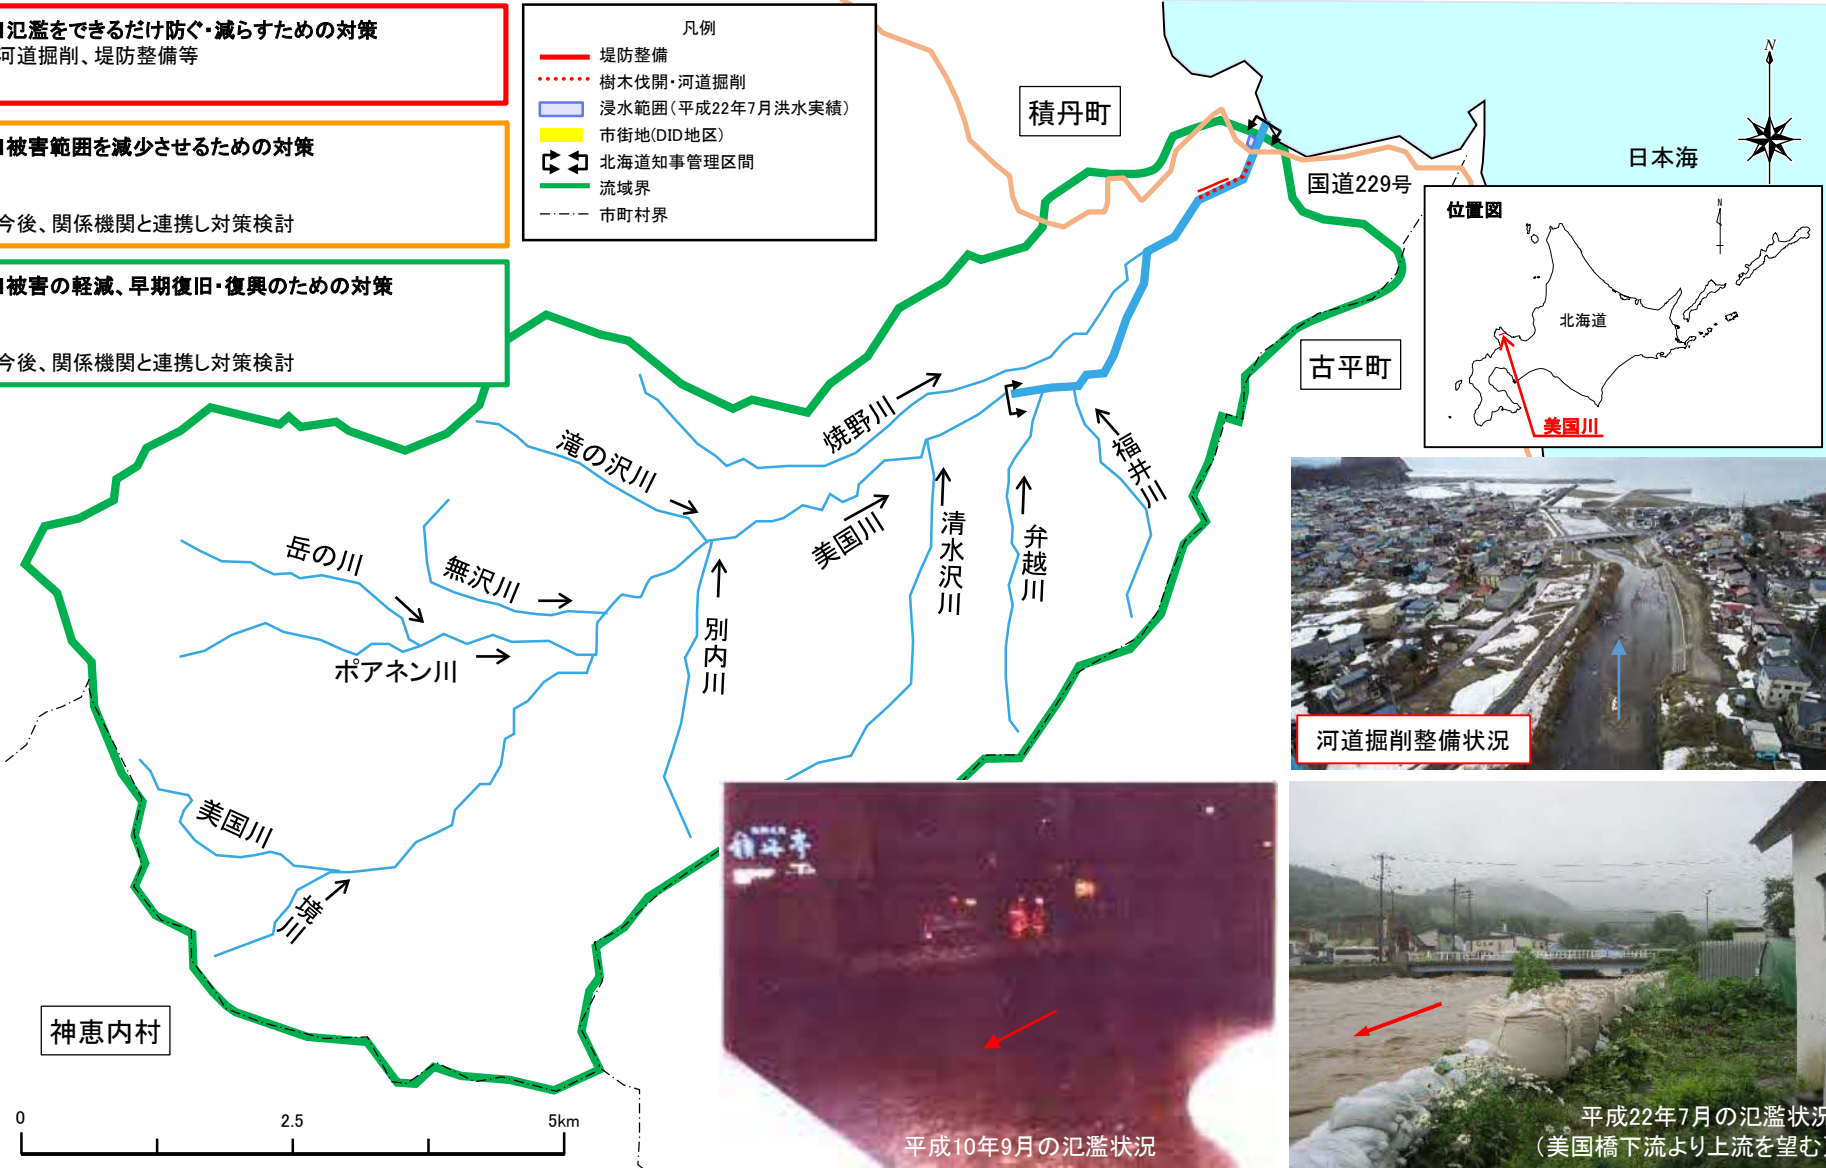 氾濫をできるだけ防ぐ・減らすための対策
河道掘削、堤防整備等
被害範囲を減少させるための対策
今後、関係機関と連携し対策検討
被害の軽減、早期復旧・復興のための対策
今後、関係機関と連携し対策検討
凡例
堤防整備
樹木伐開・河道掘削
浸水範囲(平成22年7月洪水実績)
市街地(DID地区)
北海道知事管理区間
流域界
市町村界
積丹町
日本海
N
国道229号
位置図
N
北海道
美国川
古平町
焼野川
滝の沢川
福井川
美国川
清水沢川
弁越川
岳の川
無沢川
別内川
ポアネン川
美国川
境川
神恵内村
河道掘削整備状況
0
2.5
5km
平成10年9月の氾濫状況
平成22年7月の氾濫状況
(美国橋下流より上流を望む)